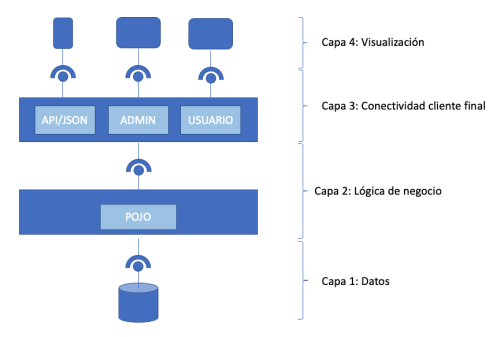 Capa 4: Visualización
Capa 3: Conectividad cliente final
API/JSON
ADMIN
USUARIO
Capa 2: Lógica de negocio
POJO
Capa 1: Datos